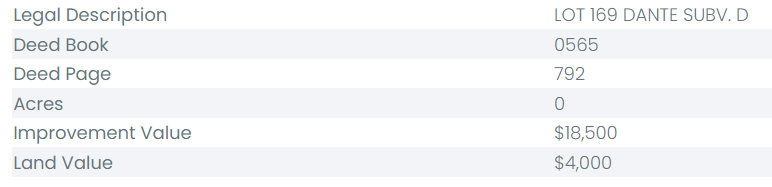 Legal Description LOT 169 DANTE SUBV. D
Deed Book 0565
Deed Page 792
Acres 0
Improvement Value $18,500
Land Value $4,000